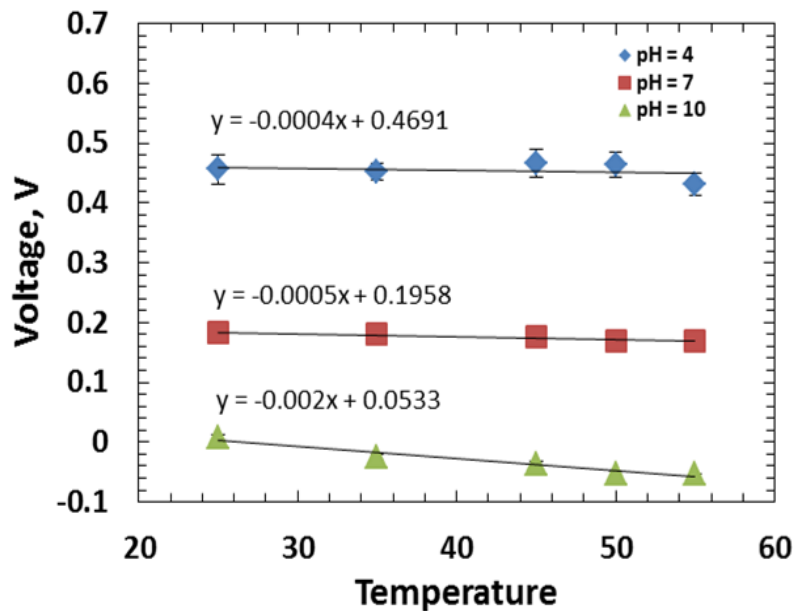 0.7
0.6
0.5
0.4
0.3
0.2
0.1
0
-0.1
Voltage, V
pH = 4
pH = 7
pH = 10
y = -0.0004x + 0.4691
y = -0.0005x + 0.1958
y = -0.002x + 0.0533
20 30 40 50 60
Temperature